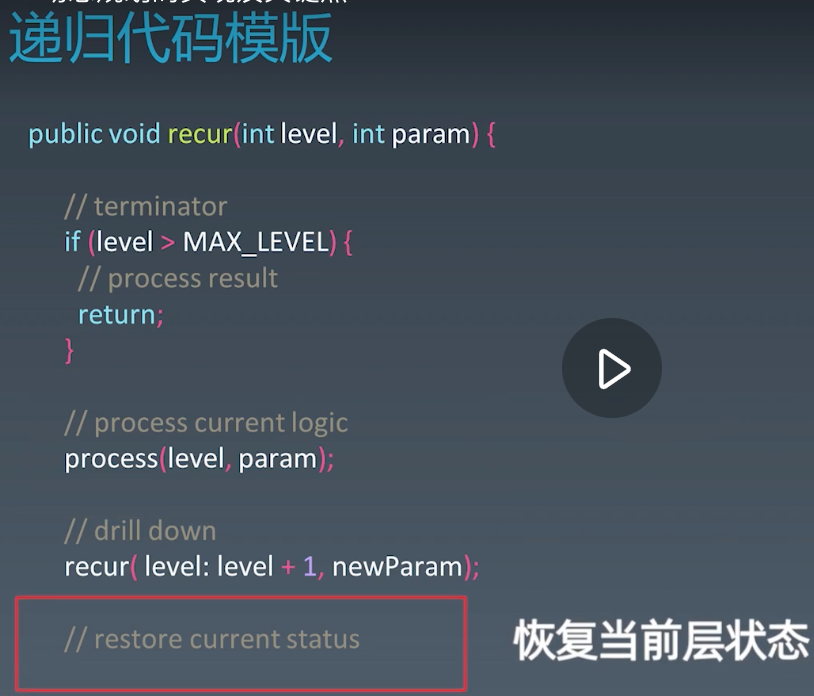 递归代码模版
public void recur(int level, int param) {
// terminator
if (level > MAX_LEVEL) {
// process result
return;
}
// process current logic
process(level, param);
// drill down
recur( level: level + 1, newParam);
// restore current status
恢复当前层状态